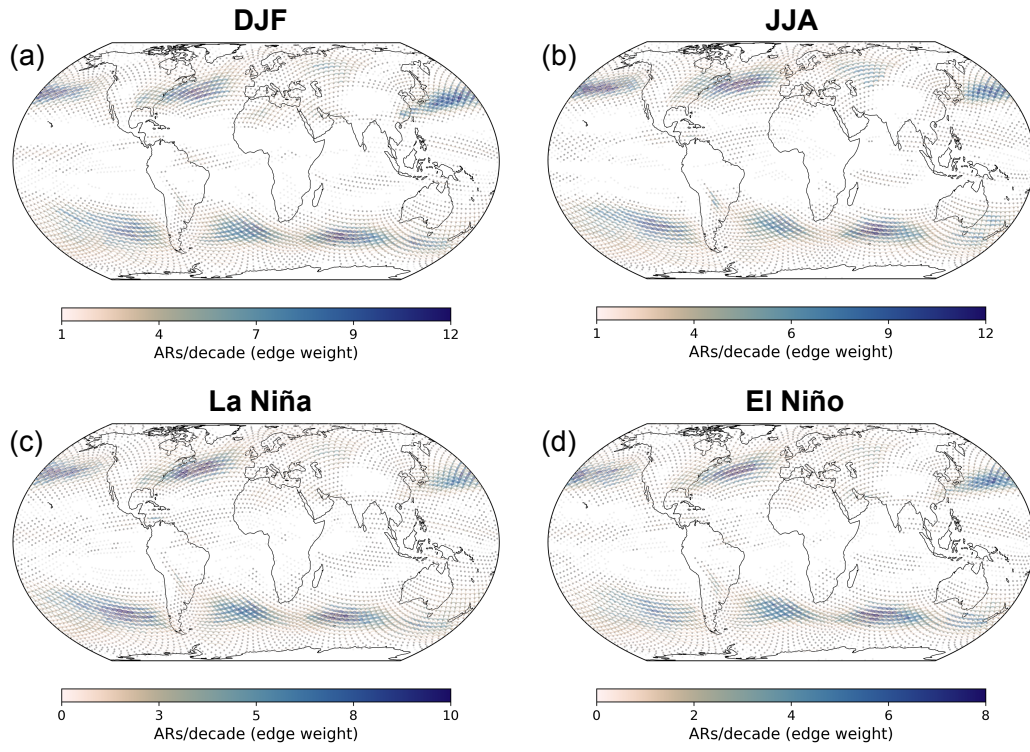 DJF
JJA
(a)
(b)
1 4 7 9 12
ARs/decade (edge weight)
1 4 6 9 12
ARs/decade (edge weight)
La Niña
El Niño
(c)
(d)
0 3 5 8 10
ARs/decade (edge weight)
0 2 4 6 8
ARs/decade (edge weight)